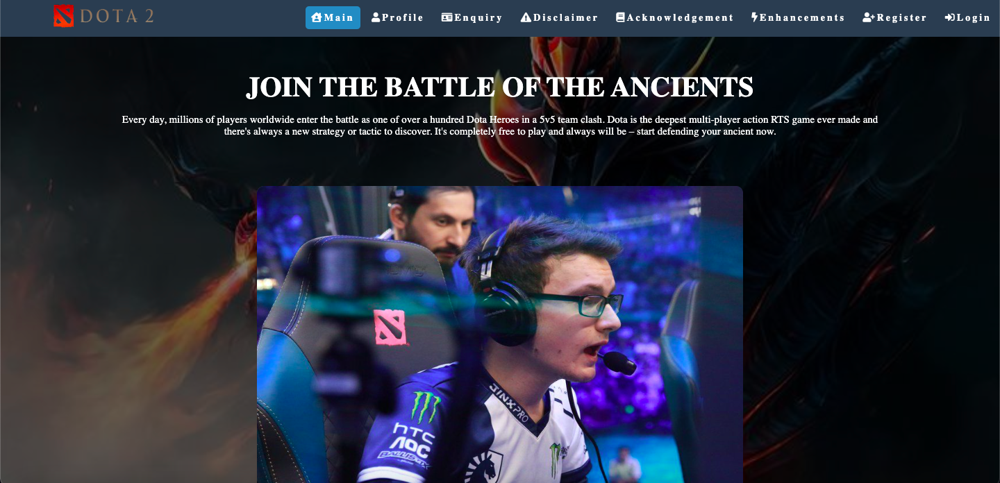 DOTA 2
Main Profile Enquiry Disclaimer Acknowledgement Enhancements Register Login
JOIN THE BATTLE OF THE ANCIENTS
Every day, millions of players worldwide enter the battle as one of over a hundred Dota Heroes in a 5v5 team clash. Dota is the deepest multi-player action RTS game ever made and
there's always a new strategy or tactic to discover. It's completely free to play and always will be – start defending your ancient now.
JINXPRO
hTC
AOC
BALLISTIX